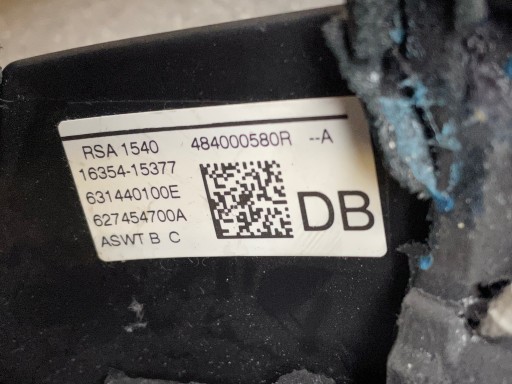 RSA 1540 484000580R --A
16354-15377
631440100E
627454700A
ASWT B C
DB